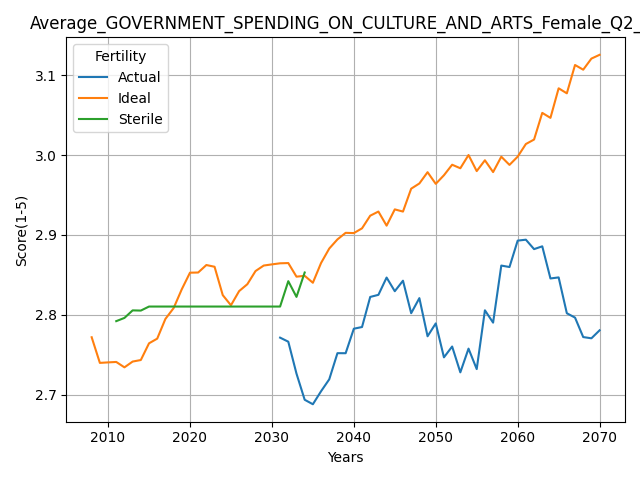 Average_GOVERNMENT_SPENDING_ON_CULTURE_AND_ARTS_Female_Q2_
Fertility
Actual
Ideal
Sterile
3.1
3.0
2.9
2.8
2.7
Score(1-5)
2010 2020 2030 2040 2050 2060 2070
Years